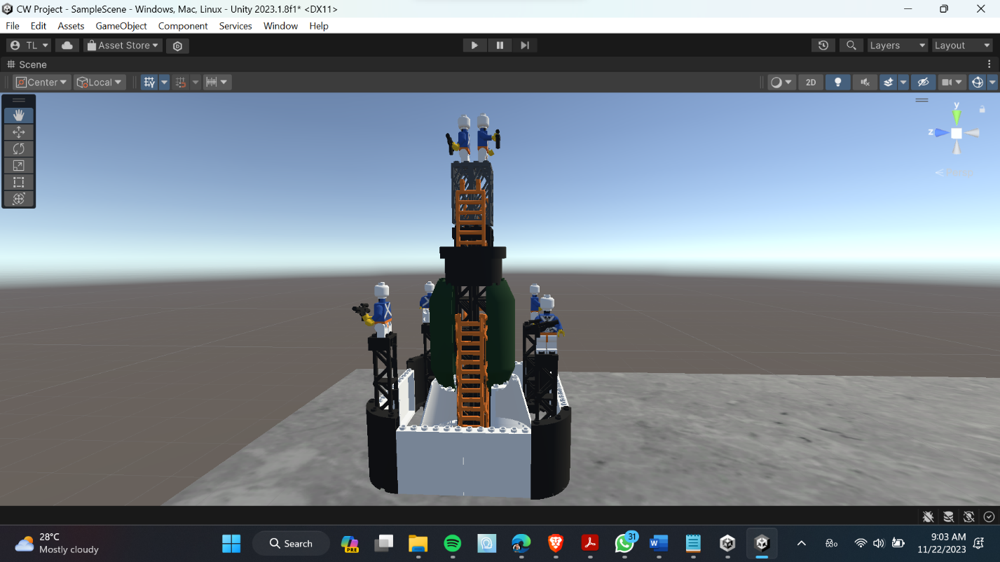 CW Project - SampleScene - Windows, Mac, Linux - Unity 2023.1.8f1* <DX11>
File Edit Assets GameObject Component Services Window Help
TL Asset Store Layers Layout
Scene
Center Local 2D
y
z
28°C
Mostly cloudy
Search
PRE
31
9:03 AM
11/22/2023